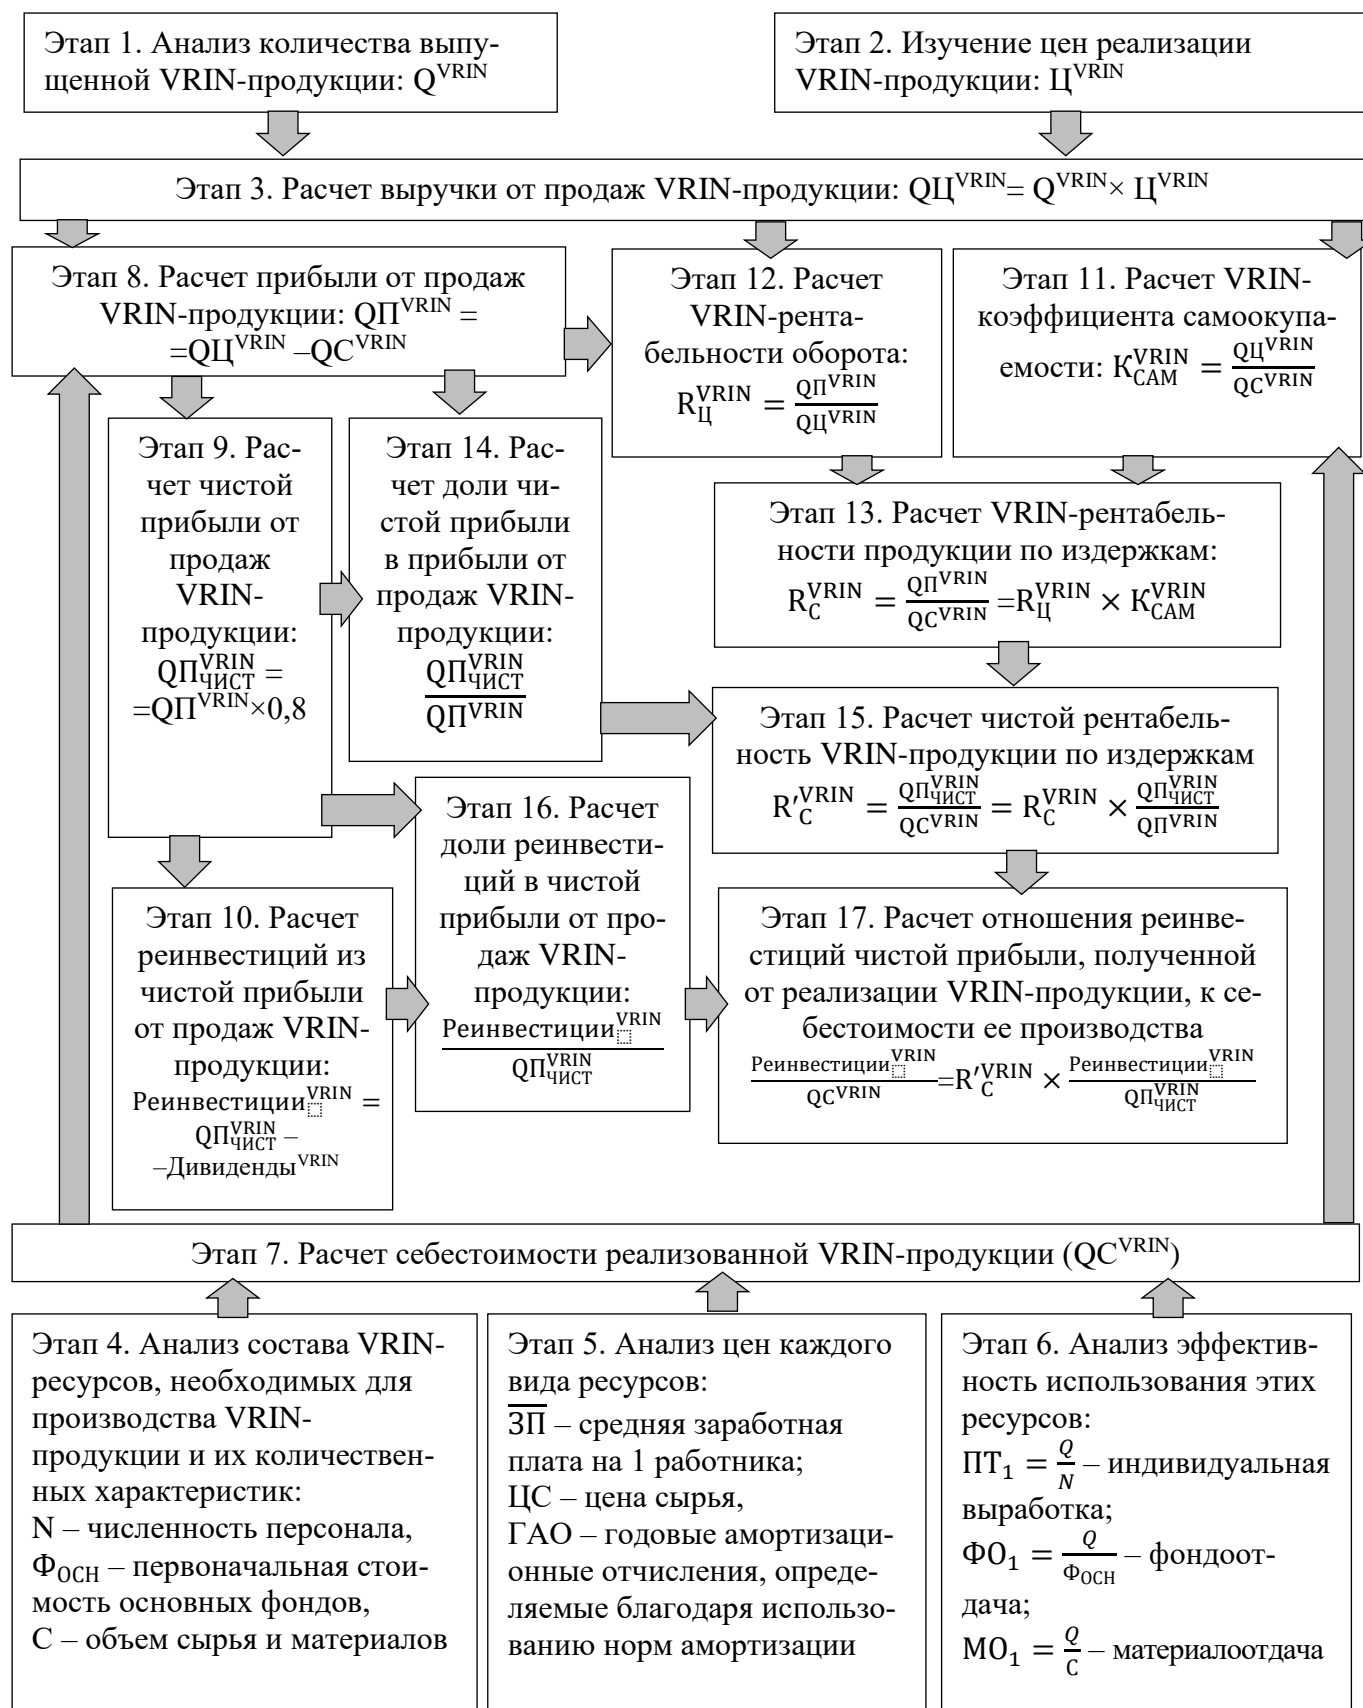 Этап 1. Анализ количества выпу-
щенной VRIN-продукции: Q^VRIN
Этап 2. Изучение цен реализации
VRIN-продукции: Ц^VRIN
Этап 3. Расчет выручки от продаж VRIN-продукции: QЦ^VRIN= Q^VRIN× Ц^VRIN
Этап 8. Расчет прибыли от продаж
VRIN-продукции: QП^VRIN =
=QЦ^VRIN –QC^VRIN
Этап 12. Расчет
VRIN-рента-
бельности оборота:
R_Ц^VRIN = QП^VRIN / QЦ^VRIN
Этап 11. Расчет VRIN-
коэффициента самоокупа-
емости: К_САМ^VRIN = QЦ^VRIN / QC^VRIN
Этап 9. Рас-
чет чистой
прибыли от
продаж
VRIN-
продукции:
QП_ЧИСТ^VRIN =
=QП^VRIN×0,8
Этап 14. Рас-
чет доли чи-
стой прибыли
в прибыли от
продаж VRIN-
продукции:
QП_ЧИСТ^VRIN / QП^VRIN
Этап 13. Расчет VRIN-рентабель-
ности продукции по издержкам:
R_C^VRIN = QП^VRIN / QC^VRIN =R_Ц^VRIN × К_САМ^VRIN
Этап 15. Расчет чистой рентабель-
ность VRIN-продукции по издержкам
R′_C^VRIN = QП_ЧИСТ^VRIN / QC^VRIN = R_C^VRIN × QП_ЧИСТ^VRIN / QП^VRIN
Этап 16. Расчет
доли реинвести-
ций в чистой
прибыли от про-
даж VRIN-
продукции:
Реинвестиции^VRIN / QП_ЧИСТ^VRIN
Этап 10. Расчет
реинвестиций из
чистой прибыли
от продаж VRIN-
продукции:
Реинвестиции^VRIN =
QП_ЧИСТ^VRIN –
–Дивиденды^VRIN
Этап 17. Расчет отношения реинве-
стиций чистой прибыли, полученной
от реализации VRIN-продукции, к се-
бестоимости ее производства
Реинвестиции^VRIN / QC^VRIN =R′_C^VRIN × Реинвестиции^VRIN / QП_ЧИСТ^VRIN
Этап 7. Расчет себестоимости реализованной VRIN-продукции (QC^VRIN)
Этап 4. Анализ состава VRIN-
ресурсов, необходимых для
производства VRIN-
продукции и их количествен-
ных характеристик:
N – численность персонала,
Ф_ОСН – первоначальная стои-
мость основных фондов,
С – объем сырья и материалов
Этап 5. Анализ цен каждого
вида ресурсов:
З̅П̅ – средняя заработная
плата на 1 работника;
ЦС – цена сырья,
ГАО – годовые амортизаци-
онные отчисления, опреде-
ляемые благодаря использо-
ванию норм амортизации
Этап 6. Анализ эффектив-
ность использования этих
ресурсов:
ПТ₁ = Q / N – индивидуальная
выработка;
ФО₁ = Q / Ф_ОСН – фондоот-
дача;
МО₁ = Q / С – материалоотдача